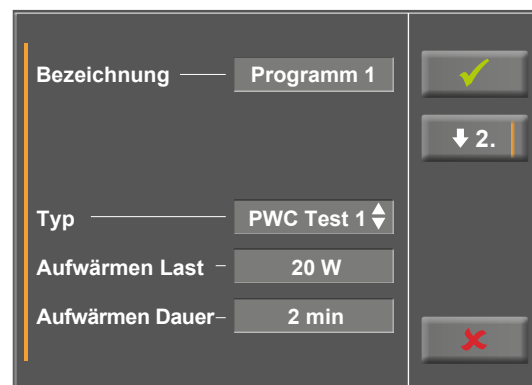 Bezeichnung Programm 1
2.
Typ PWC Test 1
Aufwärmen Last 20 W
Aufwärmen Dauer 2 min